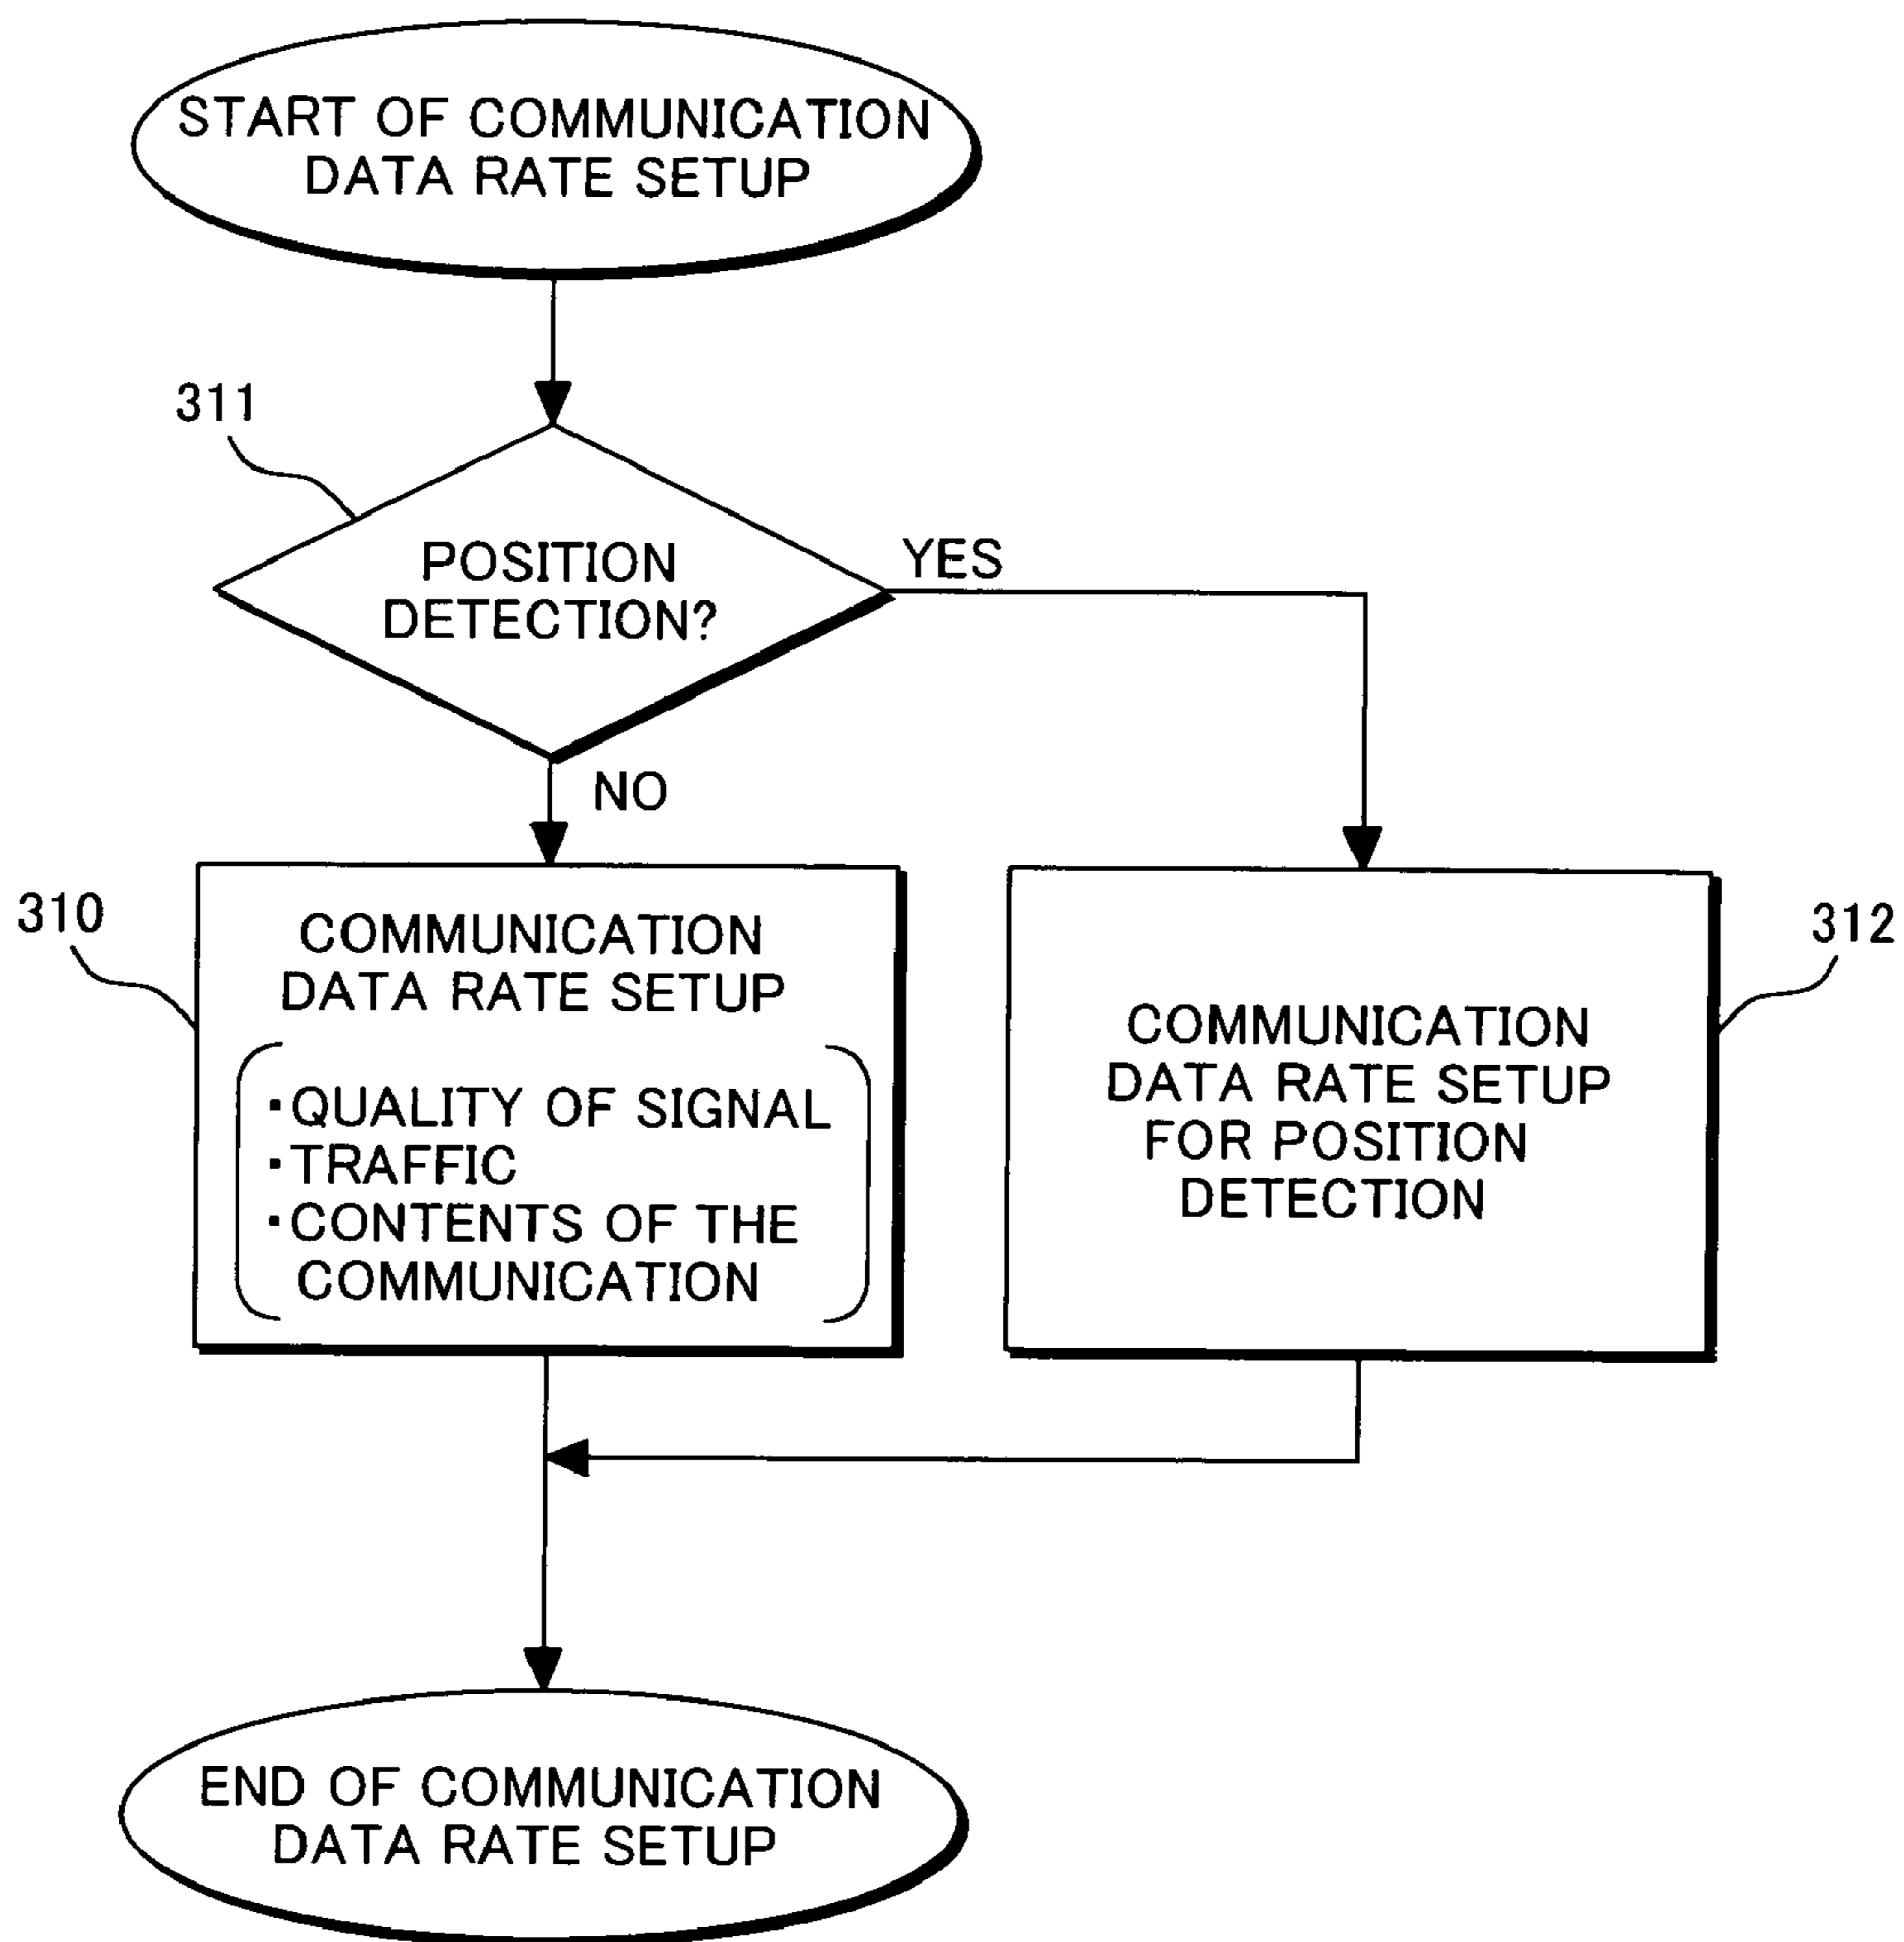 START OF COMMUNICATION
DATA RATE SETUP
311
POSITION
DETECTION?
YES
NO
310
COMMUNICATION
DATA RATE SETUP
・QUALITY OF SIGNAL
・TRAFFIC
・CONTENTS OF THE
COMMUNICATION
312
COMMUNICATION
DATA RATE SETUP
FOR POSITION
DETECTION
END OF COMMUNICATION
DATA RATE SETUP